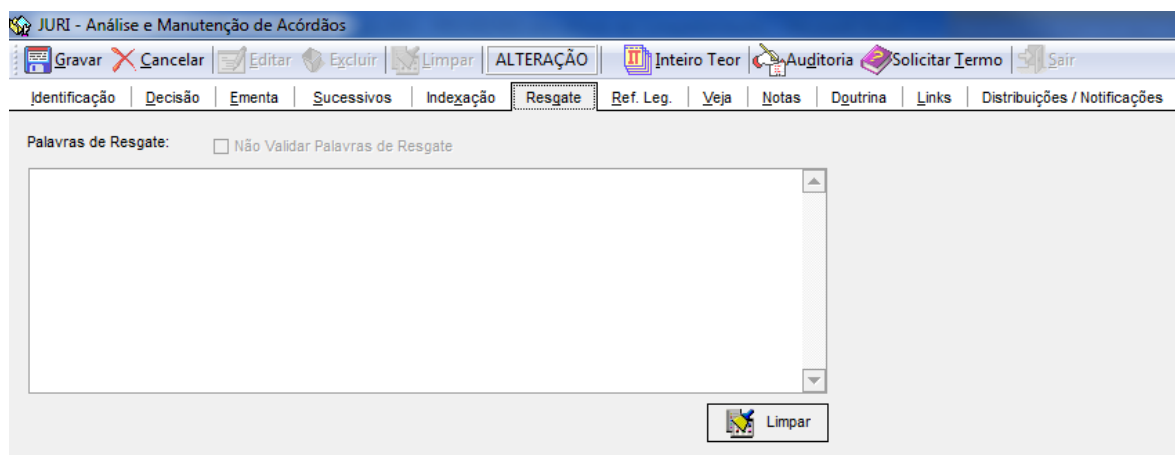 JURI - Análise e Manutenção de Acórdãos
Gravar Cancelar Editar Excluir Limpar ALTERAÇÃO Inteiro Teor Auditoria Solicitar Termo Sair
Identificação Decisão Ementa Sucessivos Indexação Resgate Ref. Leg. Veja Notas Doutrina Links Distribuições / Notificações
Palavras de Resgate: Não Validar Palavras de Resgate
Limpar